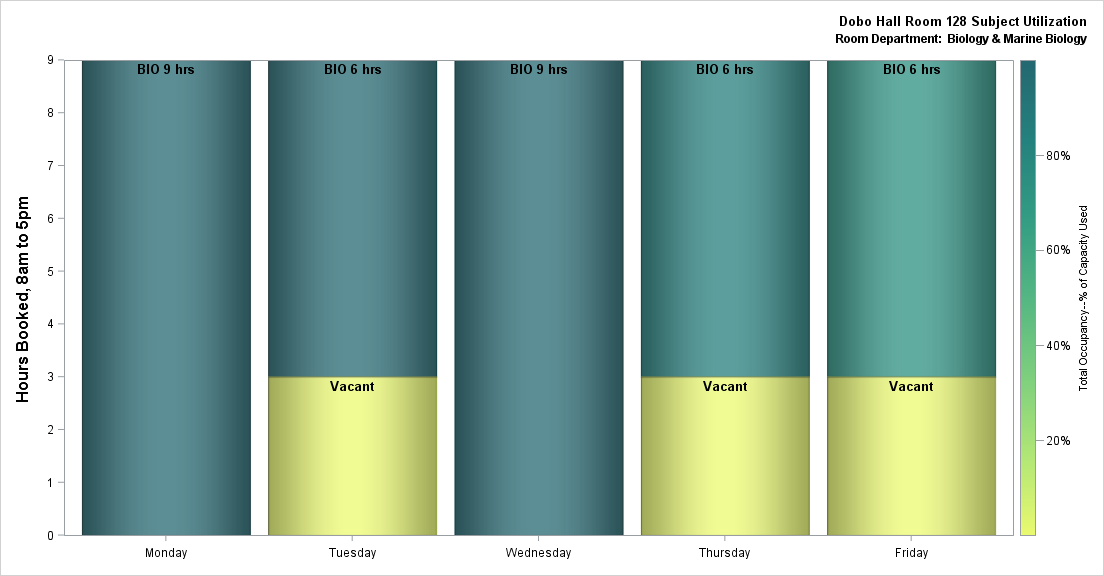 Dobo Hall Room 128 Subject Utilization
Room Department: Biology & Marine Biology
Hours Booked, 8am to 5pm
9
8
7
6
5
4
3
2
1
0
BIO 9 hrs
BIO 6 hrs
BIO 9 hrs
BIO 6 hrs
BIO 6 hrs
Vacant
Vacant
Vacant
Monday
Tuesday
Wednesday
Thursday
Friday
80%
60%
40%
20%
Total Occupancy--% of Capacity Used